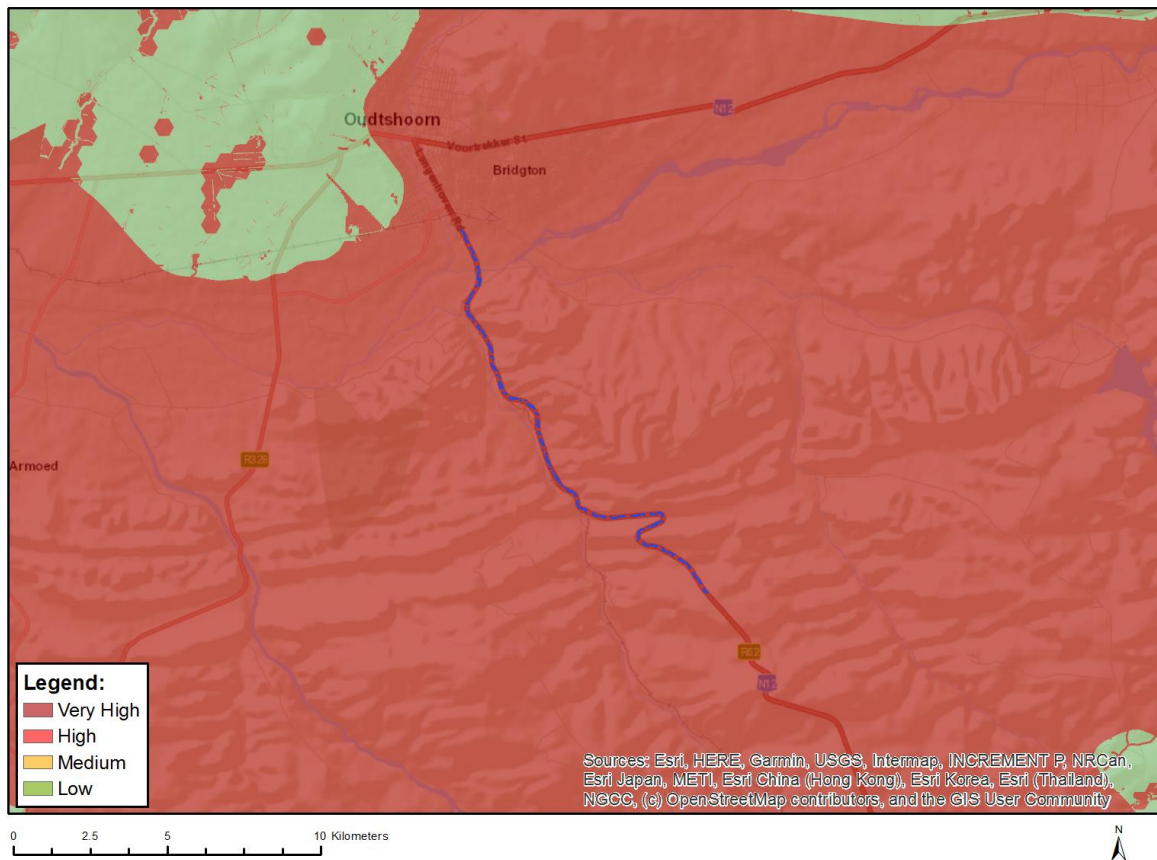 N12
Oudtshoorn
Voortrekker St
Bridgton
Langenhoven Rd
Armoed
R328
R62
N12
Legend:
Very High
High
Medium
Low
Sources: Esri, HERE, Garmin, USGS, Intermap, INCREMENT P, NRCan,
Esri Japan, METI, Esri China (Hong Kong), Esri Korea, Esri (Thailand),
NGCC, (c) OpenStreetMap contributors, and the GIS User Community
0 2.5 5 10 Kilometers
N